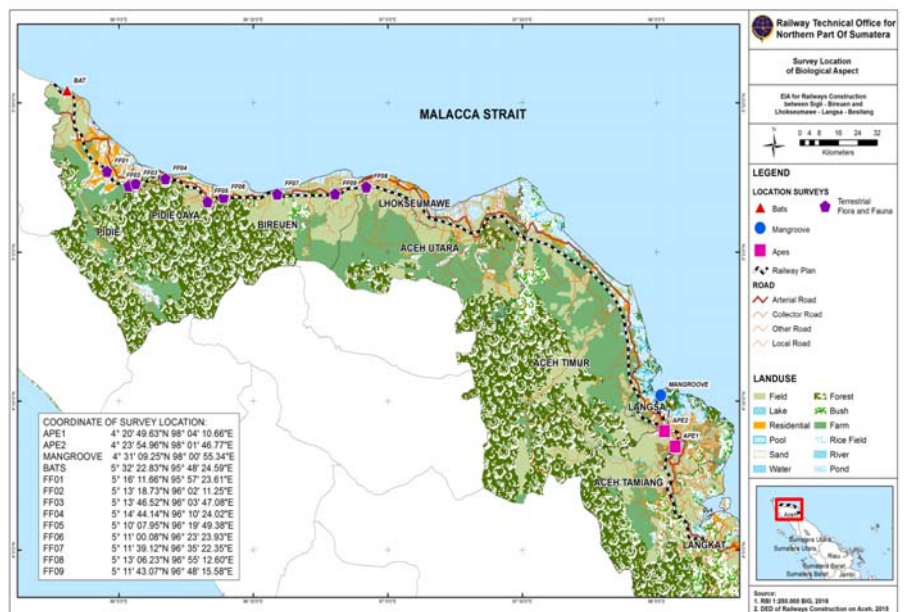 BAT
MALACCA STRAIT
FF01
FF02
FF03
FF04
FF05
FF06
FF07
FF09
FF08
PIDIE
PIDIE JAYA
BIREUEN
LHOKSEUMAWE
ACEH UTARA
ACEH TIMUR
MANGROOVE
LANGSA
APE2
APE1
ACEH TAMIANG
LANGKAT
COORDINATE OF SURVEY LOCATION:
APE1 4° 20' 49.63"N 98° 04' 10.66"E
APE2 4° 23' 54.96"N 98° 01' 46.77"E
MANGROOVE 4° 31' 09.25"N 98° 00' 55.34"E
BATS 5° 32' 22.83"N 95° 48' 24.59"E
FF01 5° 16' 11.66"N 95° 57' 23.61"E
FF02 5° 13' 18.73"N 96° 02' 11.25"E
FF03 5° 13' 46.52"N 96° 03' 47.08"E
FF04 5° 14' 44.14"N 96° 10' 24.02"E
FF05 5° 10' 07.95"N 96° 19' 49.38"E
FF06 5° 11' 00.08"N 96° 23' 23.93"E
FF07 5° 11' 39.12"N 96° 35' 22.35"E
FF08 5° 13' 06.23"N 96° 55' 12.60"E
FF09 5° 11' 43.07"N 96° 48' 15.58"E
Railway Technical Office for
Northern Part Of Sumatera
Survey Location
of Biological Aspect
EIA for Railways Construction
between Sigli - Bireuen and
Lhokseumawe - Langsa - Besitang
0 4 8 16 24 32
Kilometers
LEGEND
LOCATION SURVEYS
Bats
Terrestrial
Flora and Fauna
Mangrove
Apes
Railway Plan
ROAD
Arterial Road
Collector Road
Other Road
Local Road
LANDUSE
Field
Forest
Lake
Bush
Residential
Farm
Pool
Rice Field
Sand
River
Water
Pond
Aceh
Sumatera Utara
Sumatera Utara
Riau
Sumatera Barat
Sumatera Barat
Jambi
Source:
1. RBI 1:250.000 BIG, 2016
2. DED of Railways Construction on Aceh, 2015